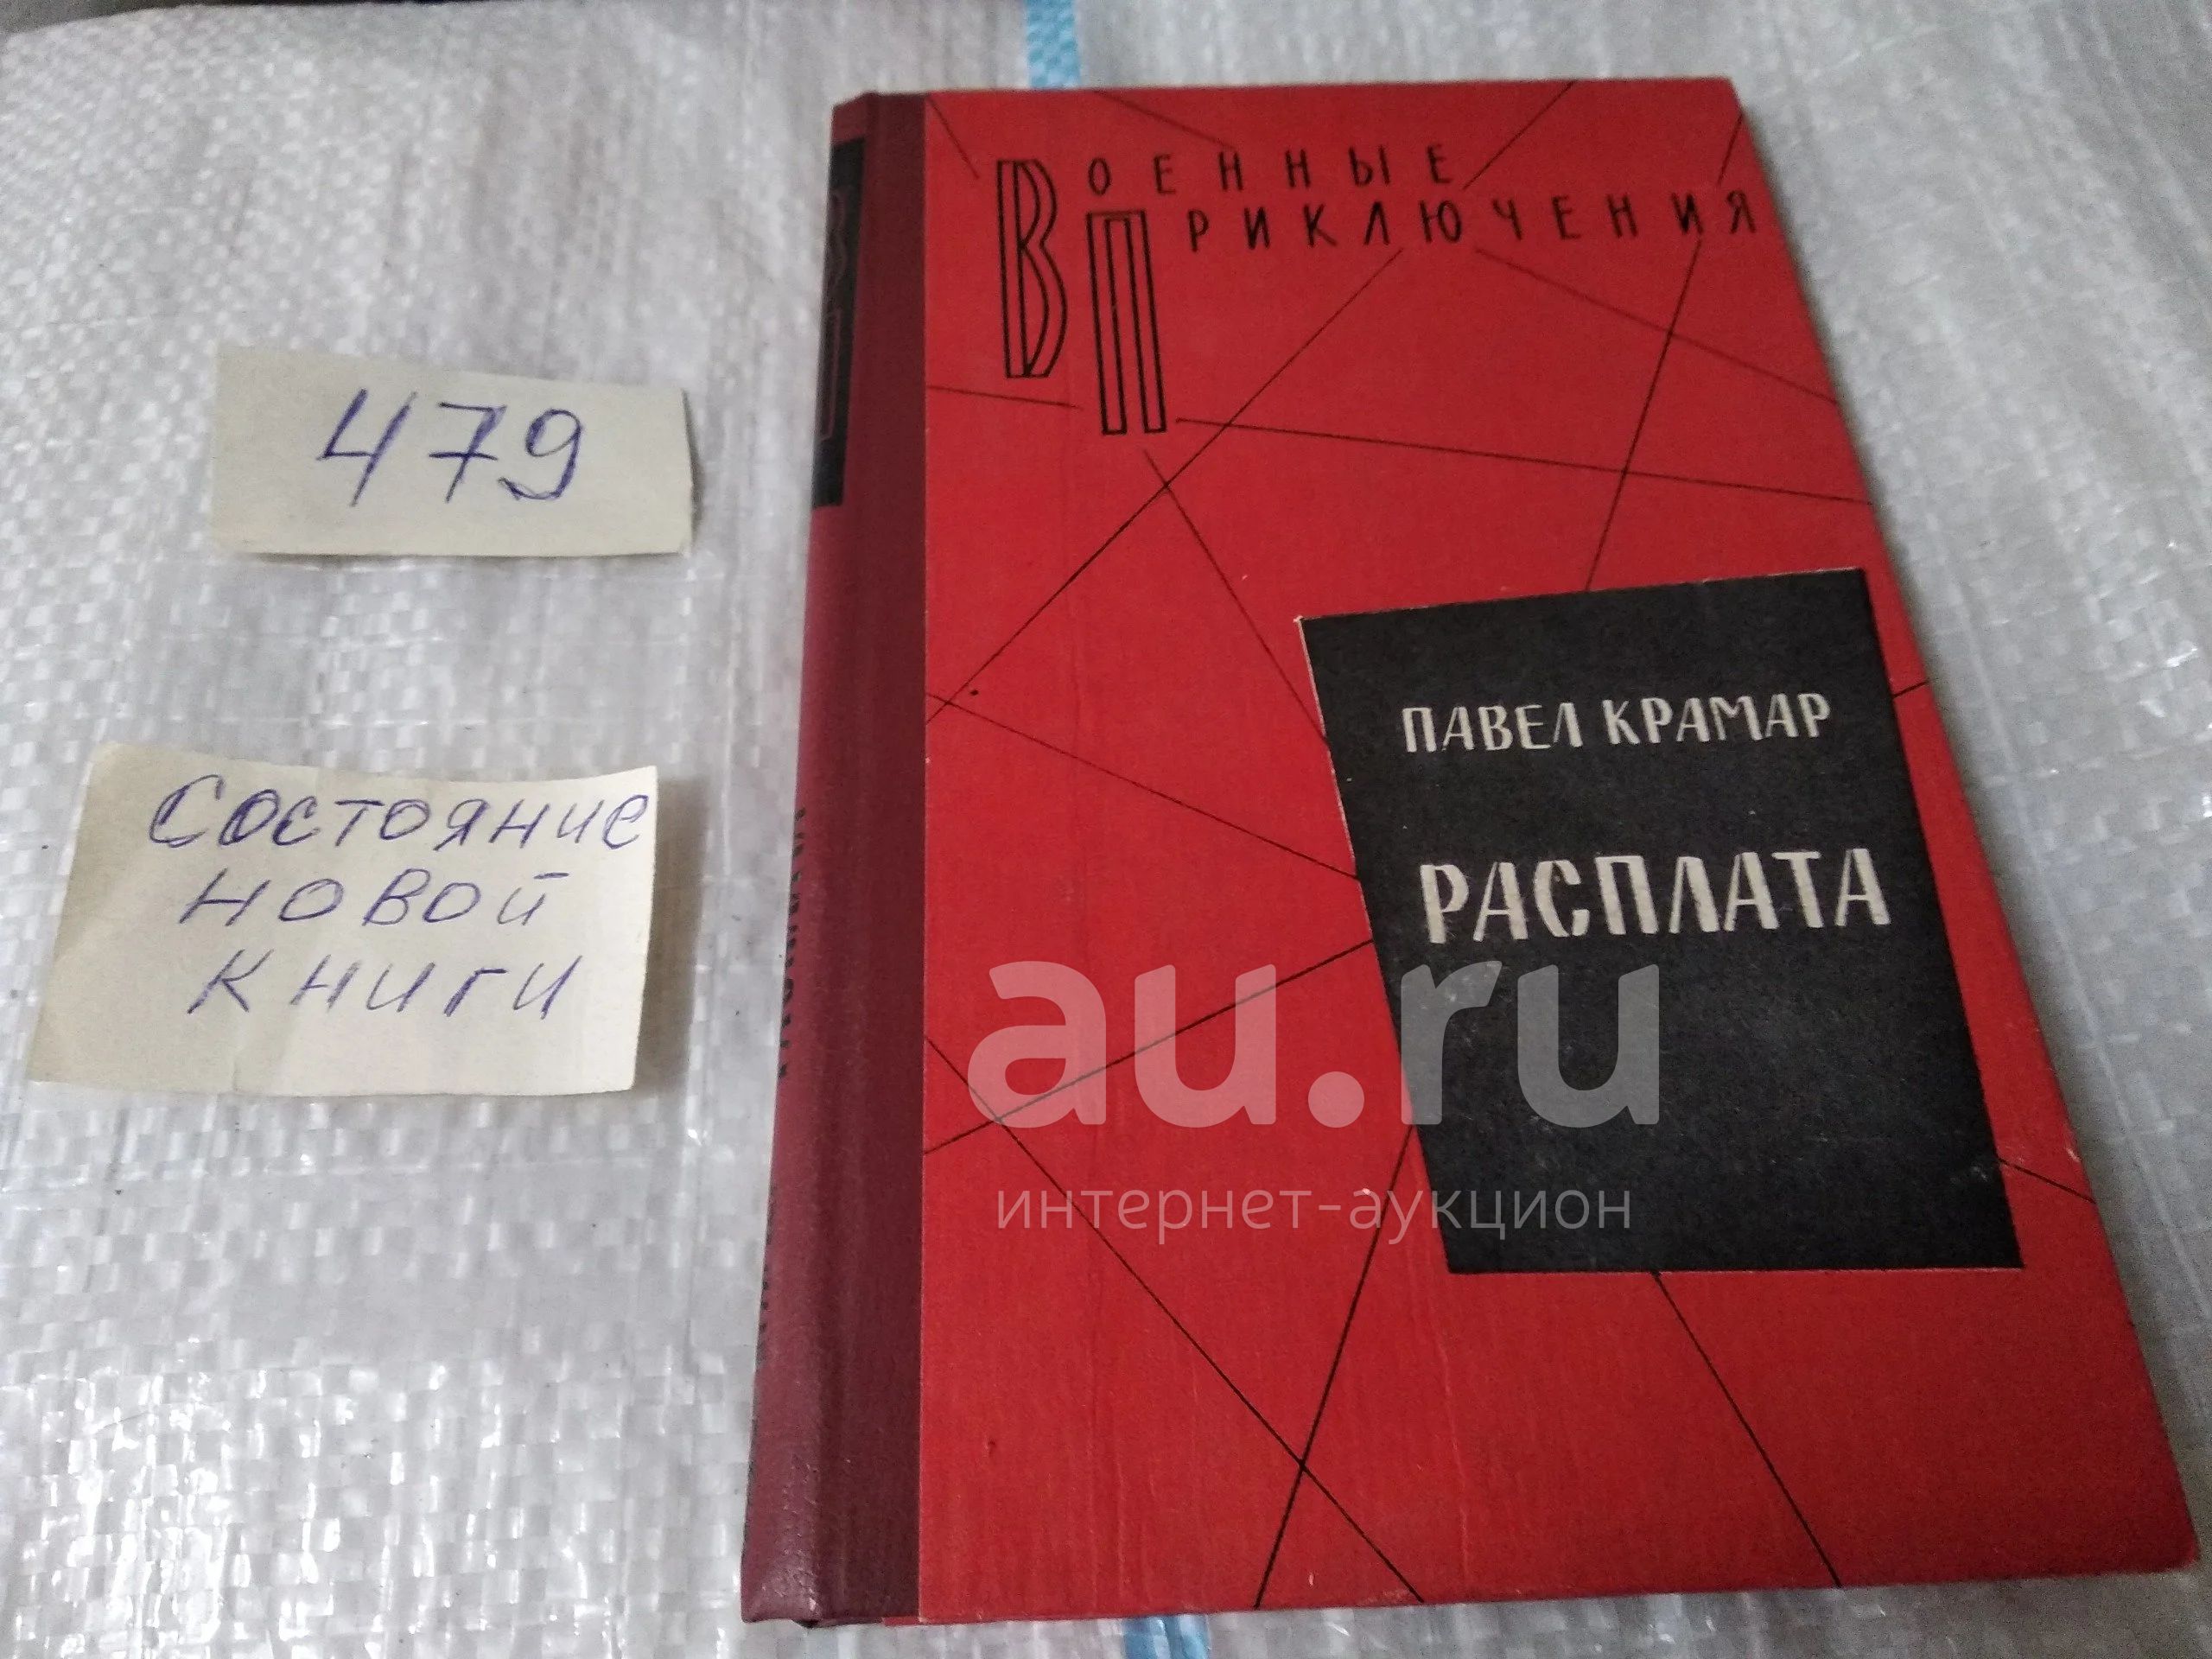 ВОЕННЫЕ
ПРИКЛЮЧЕНИЯ
479
ПАВЕЛ КРАМАР
РАСПЛАТА
Состояние
новой
книги
au.ru
интернет-аукцион